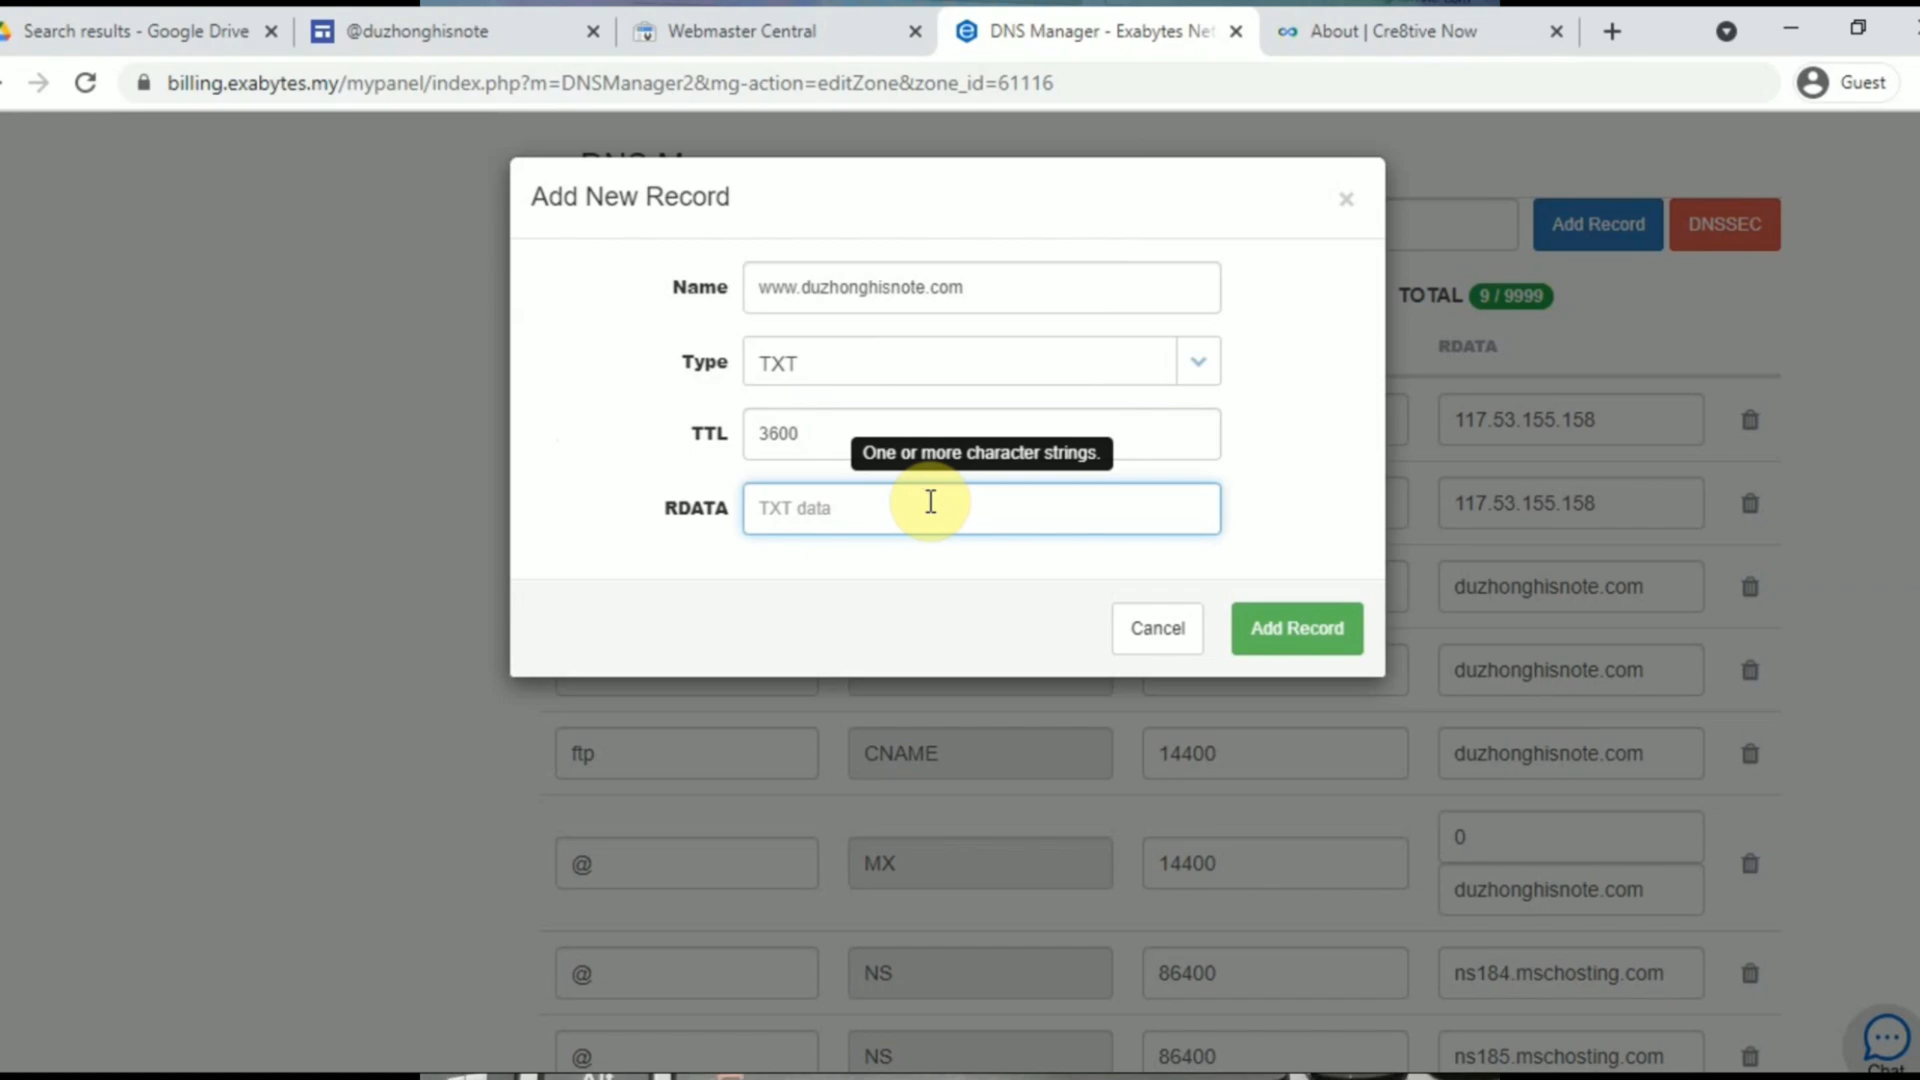 Search results - Google Drive
@duzhonghisnote
Webmaster Central
DNS Manager - Exabytes Net
About | Cre8tive Now
billing.exabytes.my/mypanel/index.php?m=DNSManager2&mg-action=editZone&zone_id=61116
Guest
Add New Record
Add Record
DNSSEC
Name
www.duzhonghisnote.com
TOTAL 9 / 9999
RDATA
Type
TXT
117.53.155.158
TTL
3600
One or more character strings.
RDATA
TXT data
117.53.155.158
duzhonghisnote.com
Cancel
Add Record
duzhonghisnote.com
ftp
CNAME
14400
duzhonghisnote.com
@
MX
14400
0
duzhonghisnote.com
@
NS
86400
ns184.mschosting.com
@
NS
86400
ns185.mschosting.com
Chat